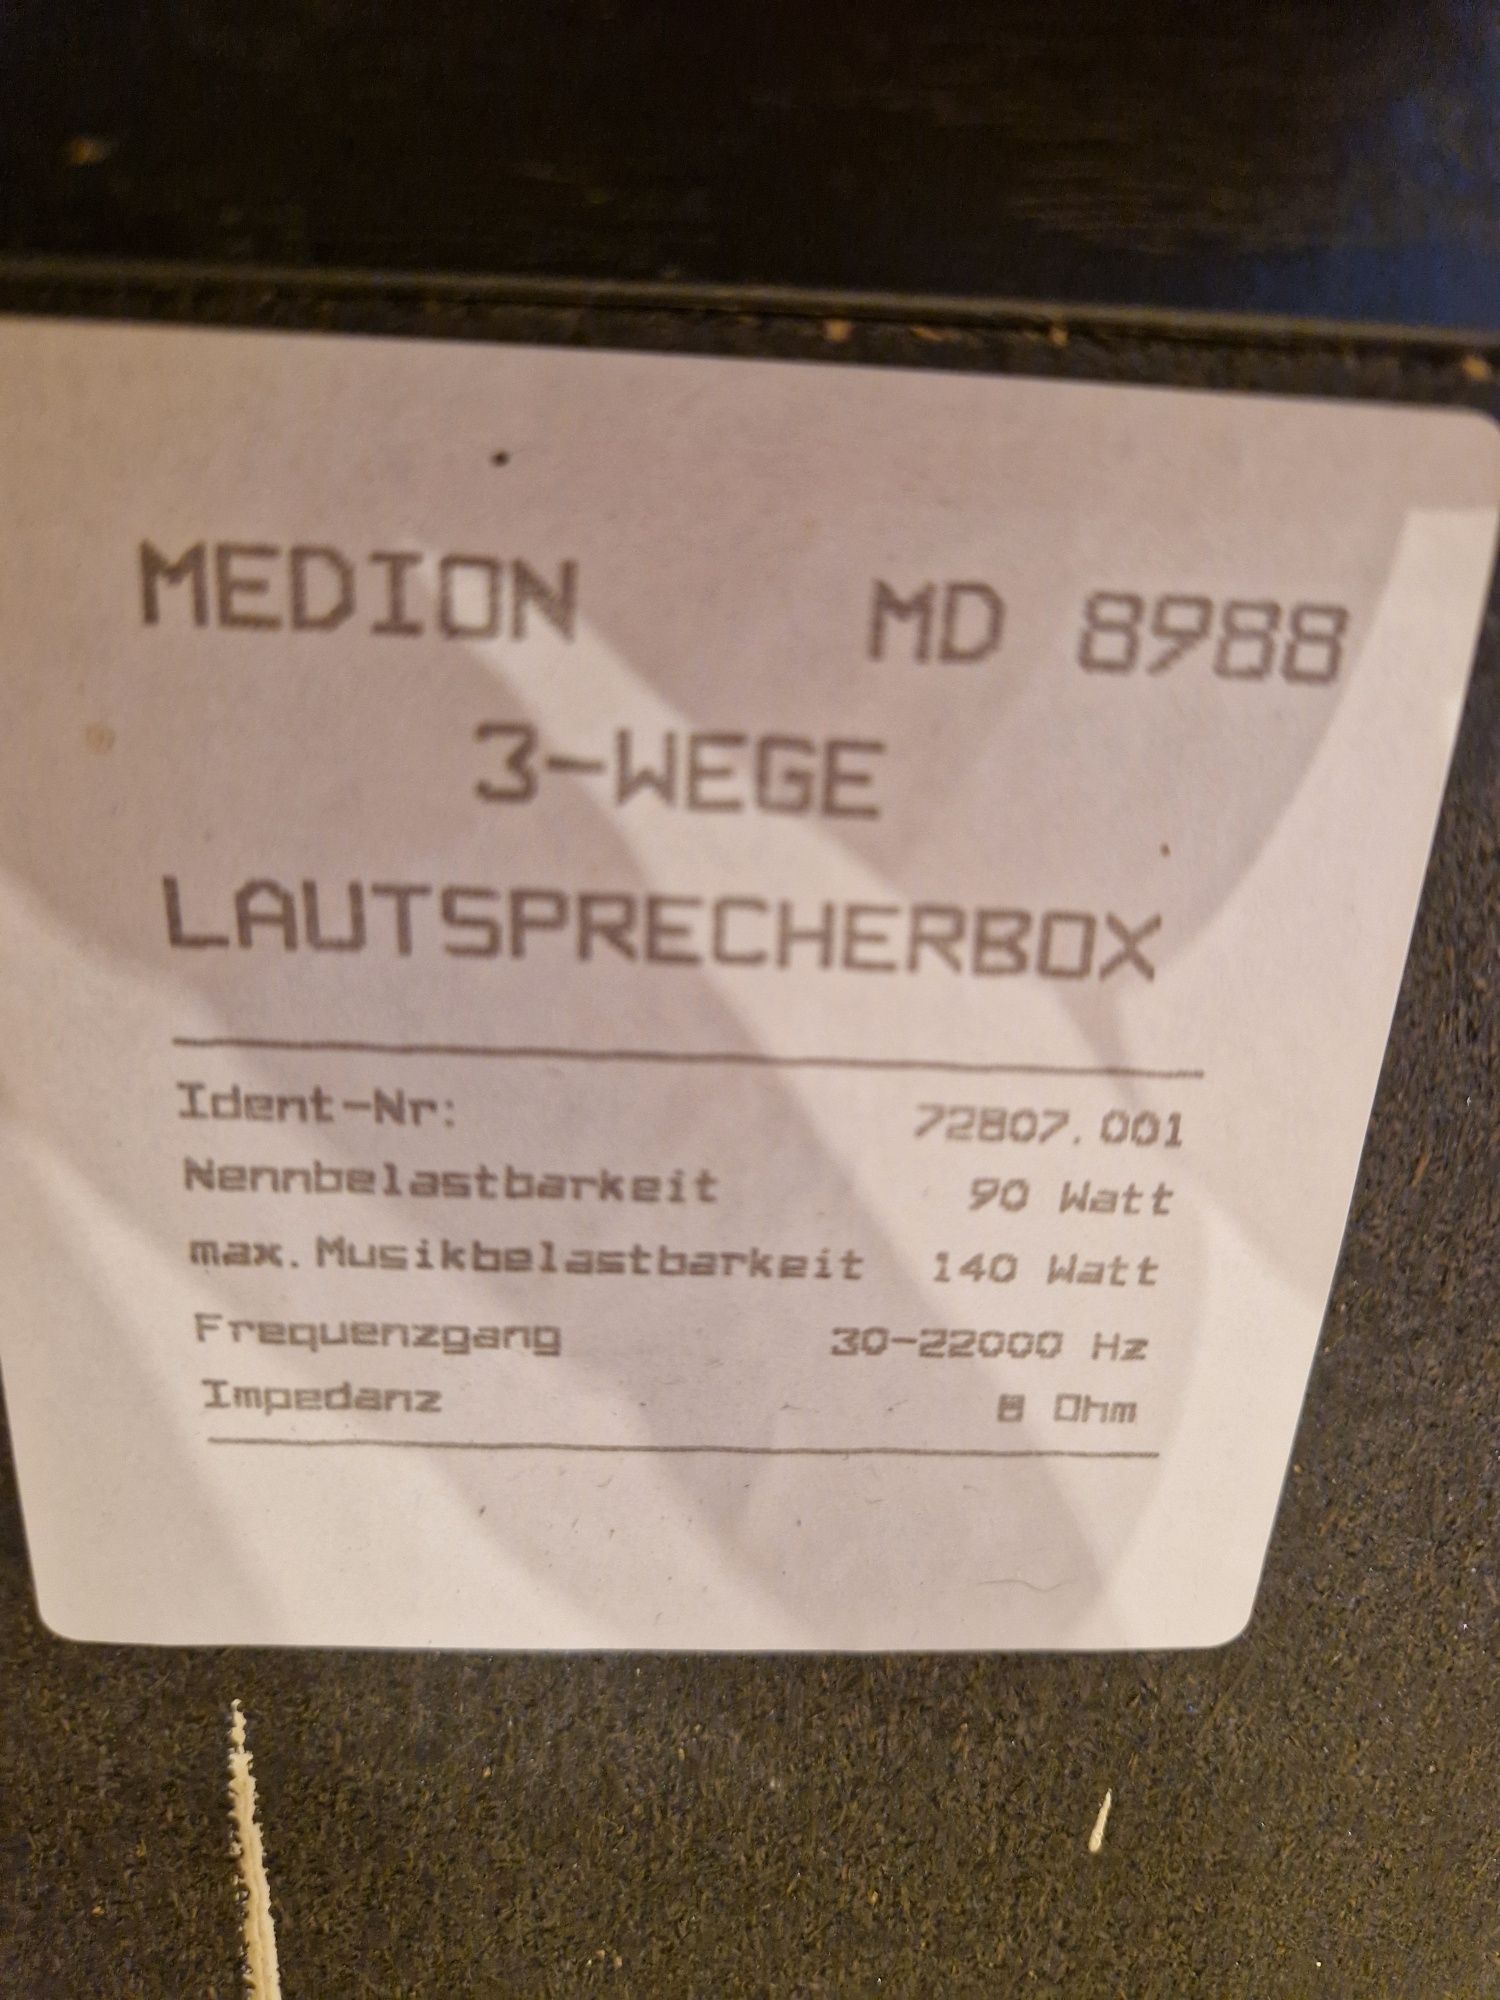 MEDION MD 8988
3-WEGE
LAUTSPRECHERBOX
Ident-Nr: 72807.001
Nennbelastbarkeit 90 Watt
max.Musikbelastbarkeit 140 Watt
Frequenzgang 30-22000 Hz
Impedanz 8 Ohm